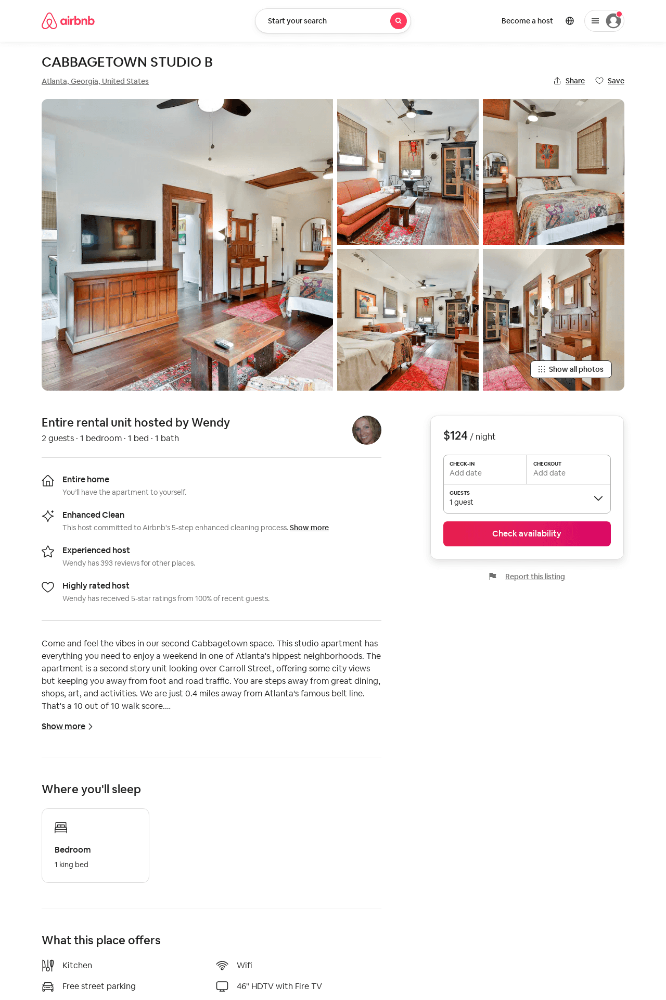 airbnb
Start your search
Become a host
CABBAGETOWN STUDIO B
Atlanta, Georgia, United States
Share
Save
Show all photos
Entire rental unit hosted by Wendy
2 guests · 1 bedroom · 1 bed · 1 bath
$124 / night
CHECK-IN
Add date
CHECKOUT
Add date
GUESTS
1 guest
Check availability
Report this listing
Entire home
You’ll have the apartment to yourself.
Enhanced Clean
This host committed to Airbnb's 5-step enhanced cleaning process. Show more
Experienced host
Wendy has 393 reviews for other places.
Highly rated host
Wendy has received 5-star ratings from 100% of recent guests.
Come and feel the vibes in our second Cabbagetown space. This studio apartment has
everything you need to enjoy a weekend in one of Atlanta's hippest neighborhoods. The
apartment is a second story unit looking over Carroll Street, offering some city views
but keeping you away from foot and road traffic. You are steps away from great dining,
shops, art, and activities. We are just 0.4 miles away from Atlanta's famous belt line.
That's a 10 out of 10 walk score.…
Show more
Where you'll sleep
Bedroom
1 king bed
What this place offers
Kitchen
Wifi
Free street parking
46" HDTV with Fire TV